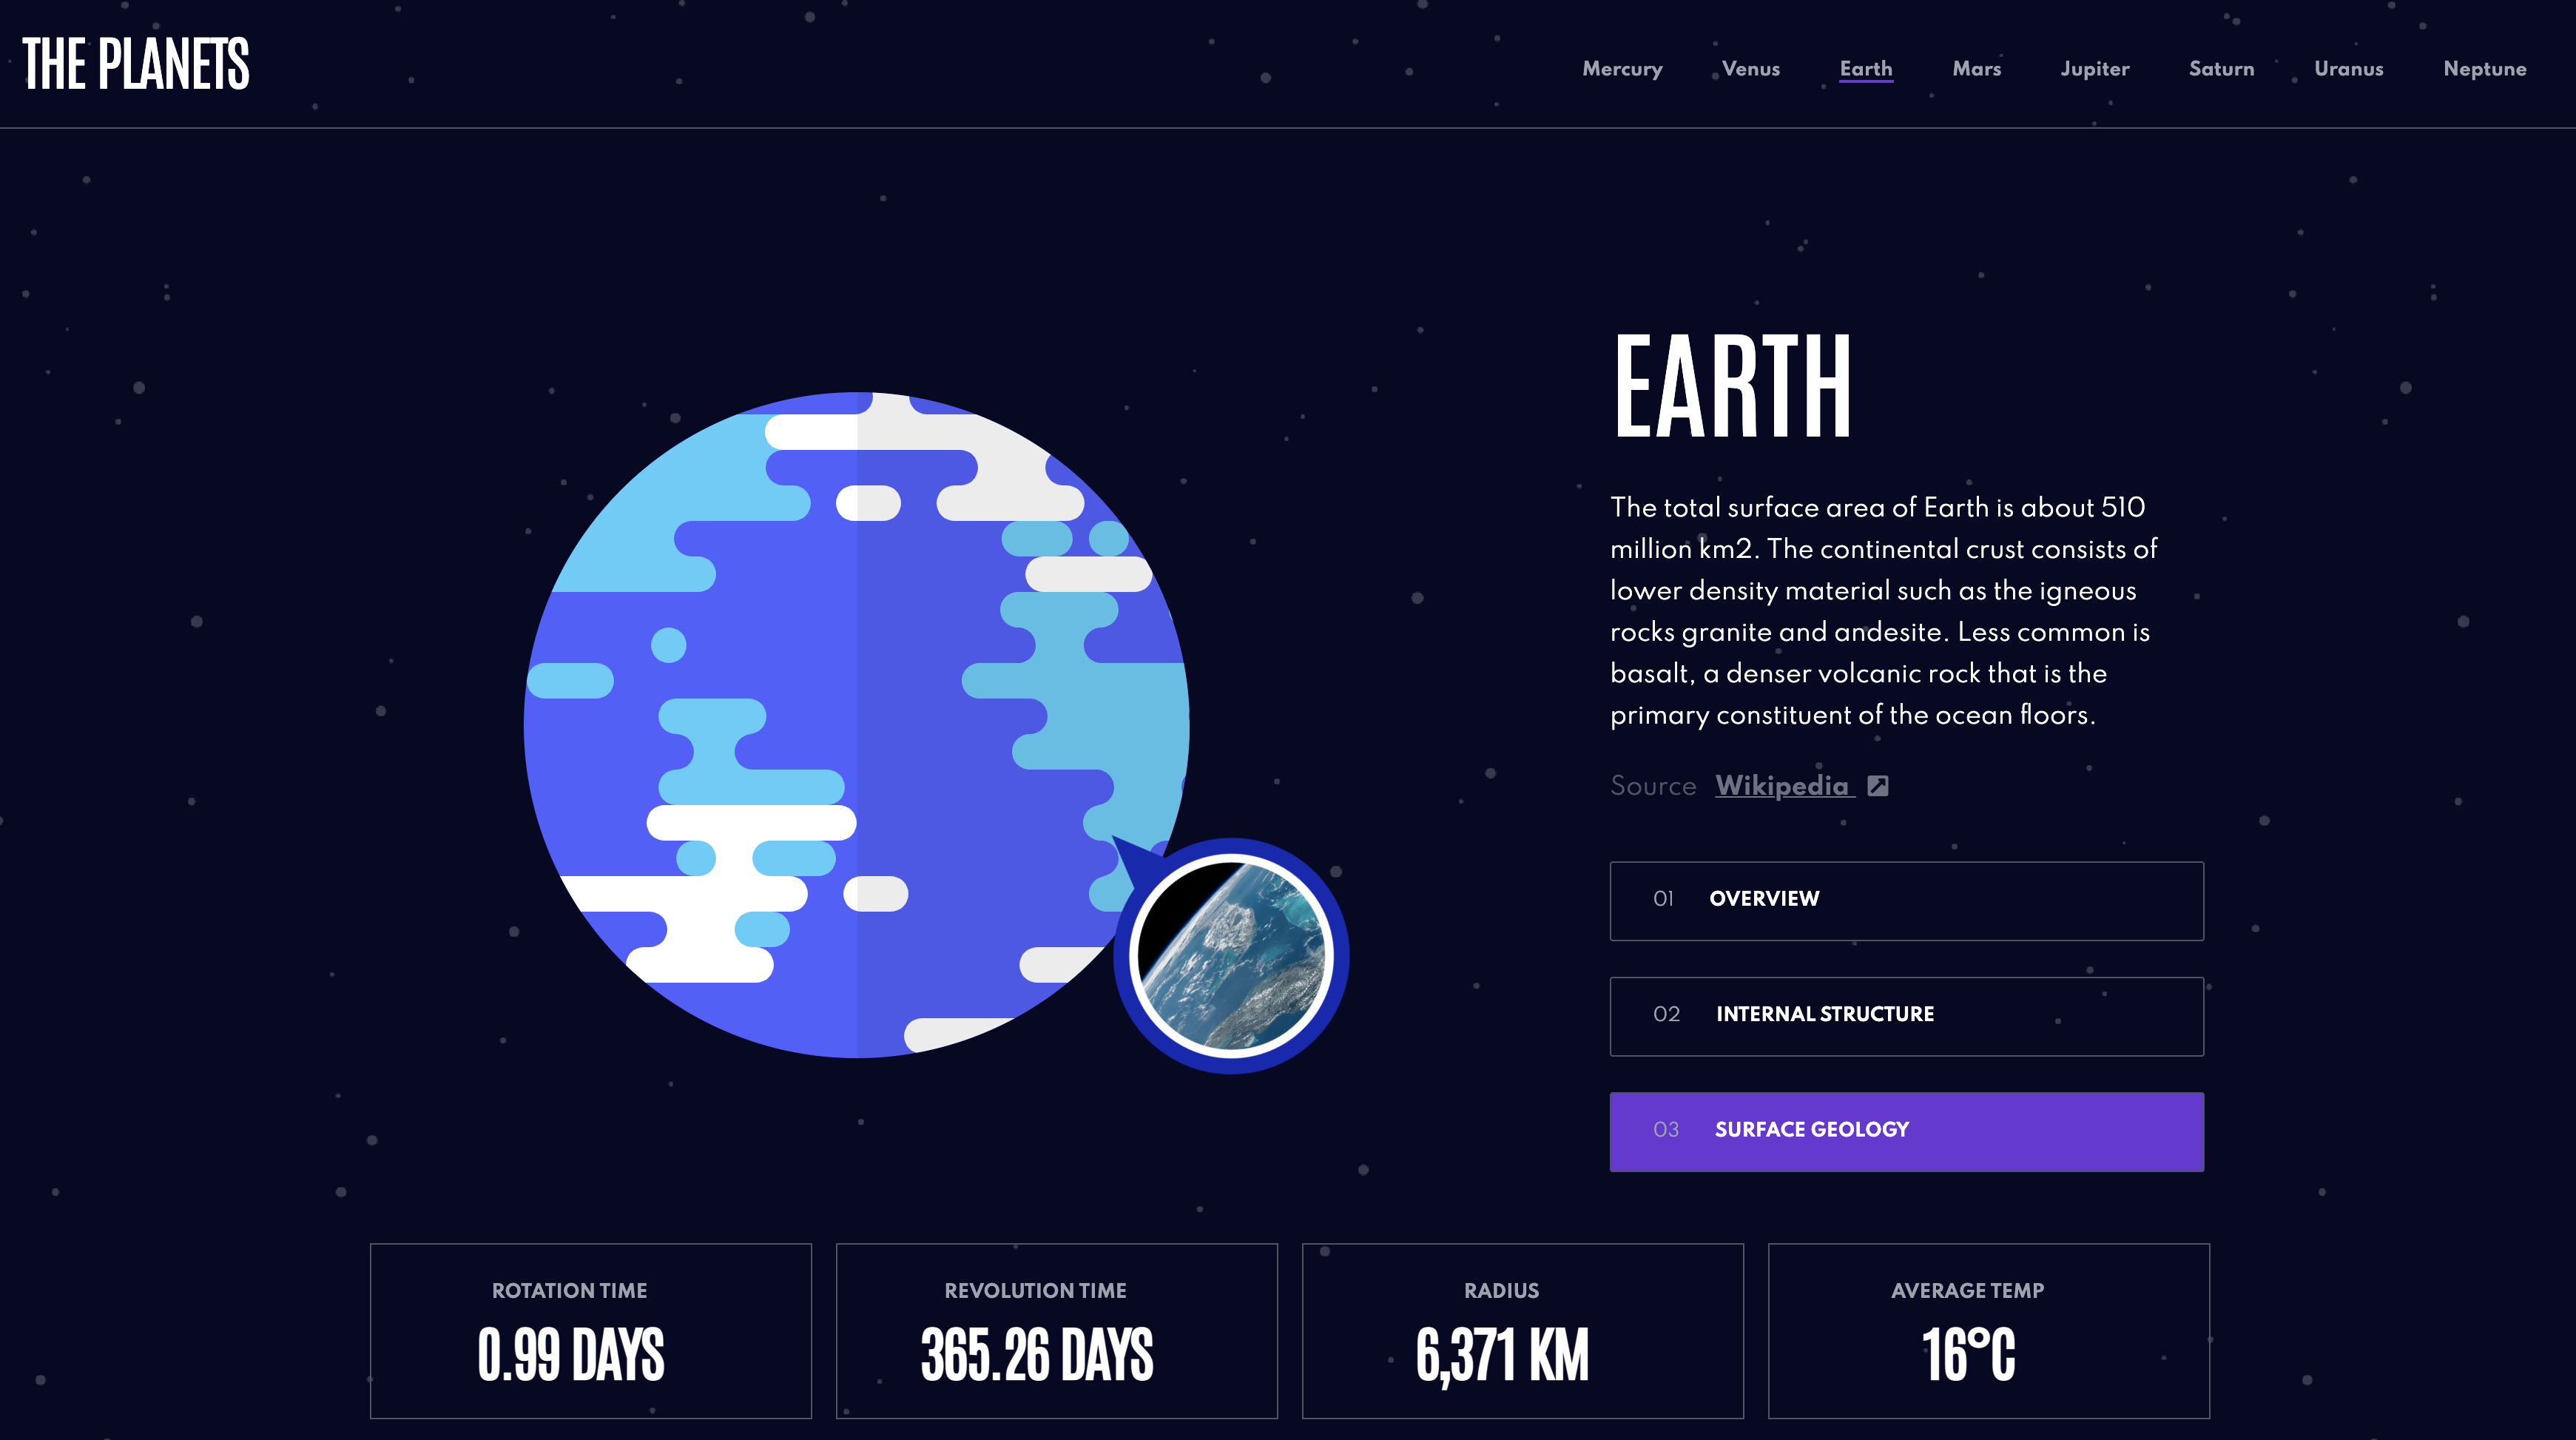 THE PLANETS
Mercury Venus Earth Mars Jupiter Saturn Uranus Neptune
EARTH
The total surface area of Earth is about 510
million km2. The continental crust consists of
lower density material such as the igneous
rocks granite and andesite. Less common is
basalt, a denser volcanic rock that is the
primary constituent of the ocean floors.
Source Wikipedia
01 OVERVIEW
02 INTERNAL STRUCTURE
03 SURFACE GEOLOGY
ROTATION TIME
0.99 DAYS
REVOLUTION TIME
365.26 DAYS
RADIUS
6,371 KM
AVERAGE TEMP
16°C